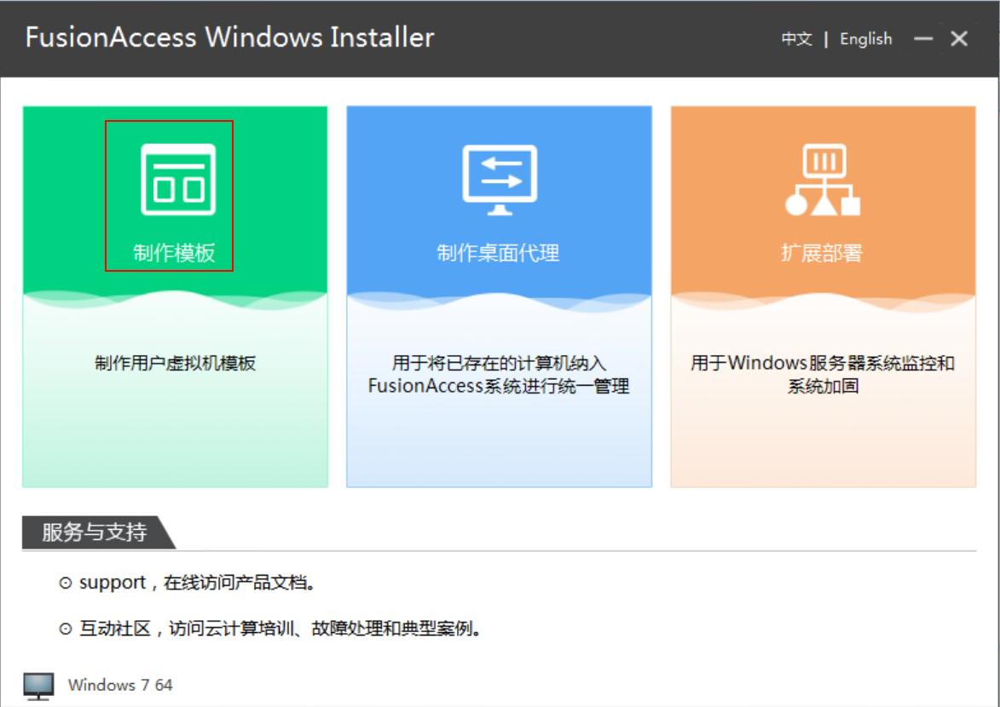 FusionAccess Windows Installer
中文 | English
制作模板
制作用户虚拟机模板
制作桌面代理
用于将已存在的计算机纳入
FusionAccess系统进行统一管理
扩展部署
用于Windows服务器系统监控和
系统加固
服务与支持
support，在线访问产品文档。
互动社区，访问云计算培训、故障处理和典型案例。
Windows 7 64